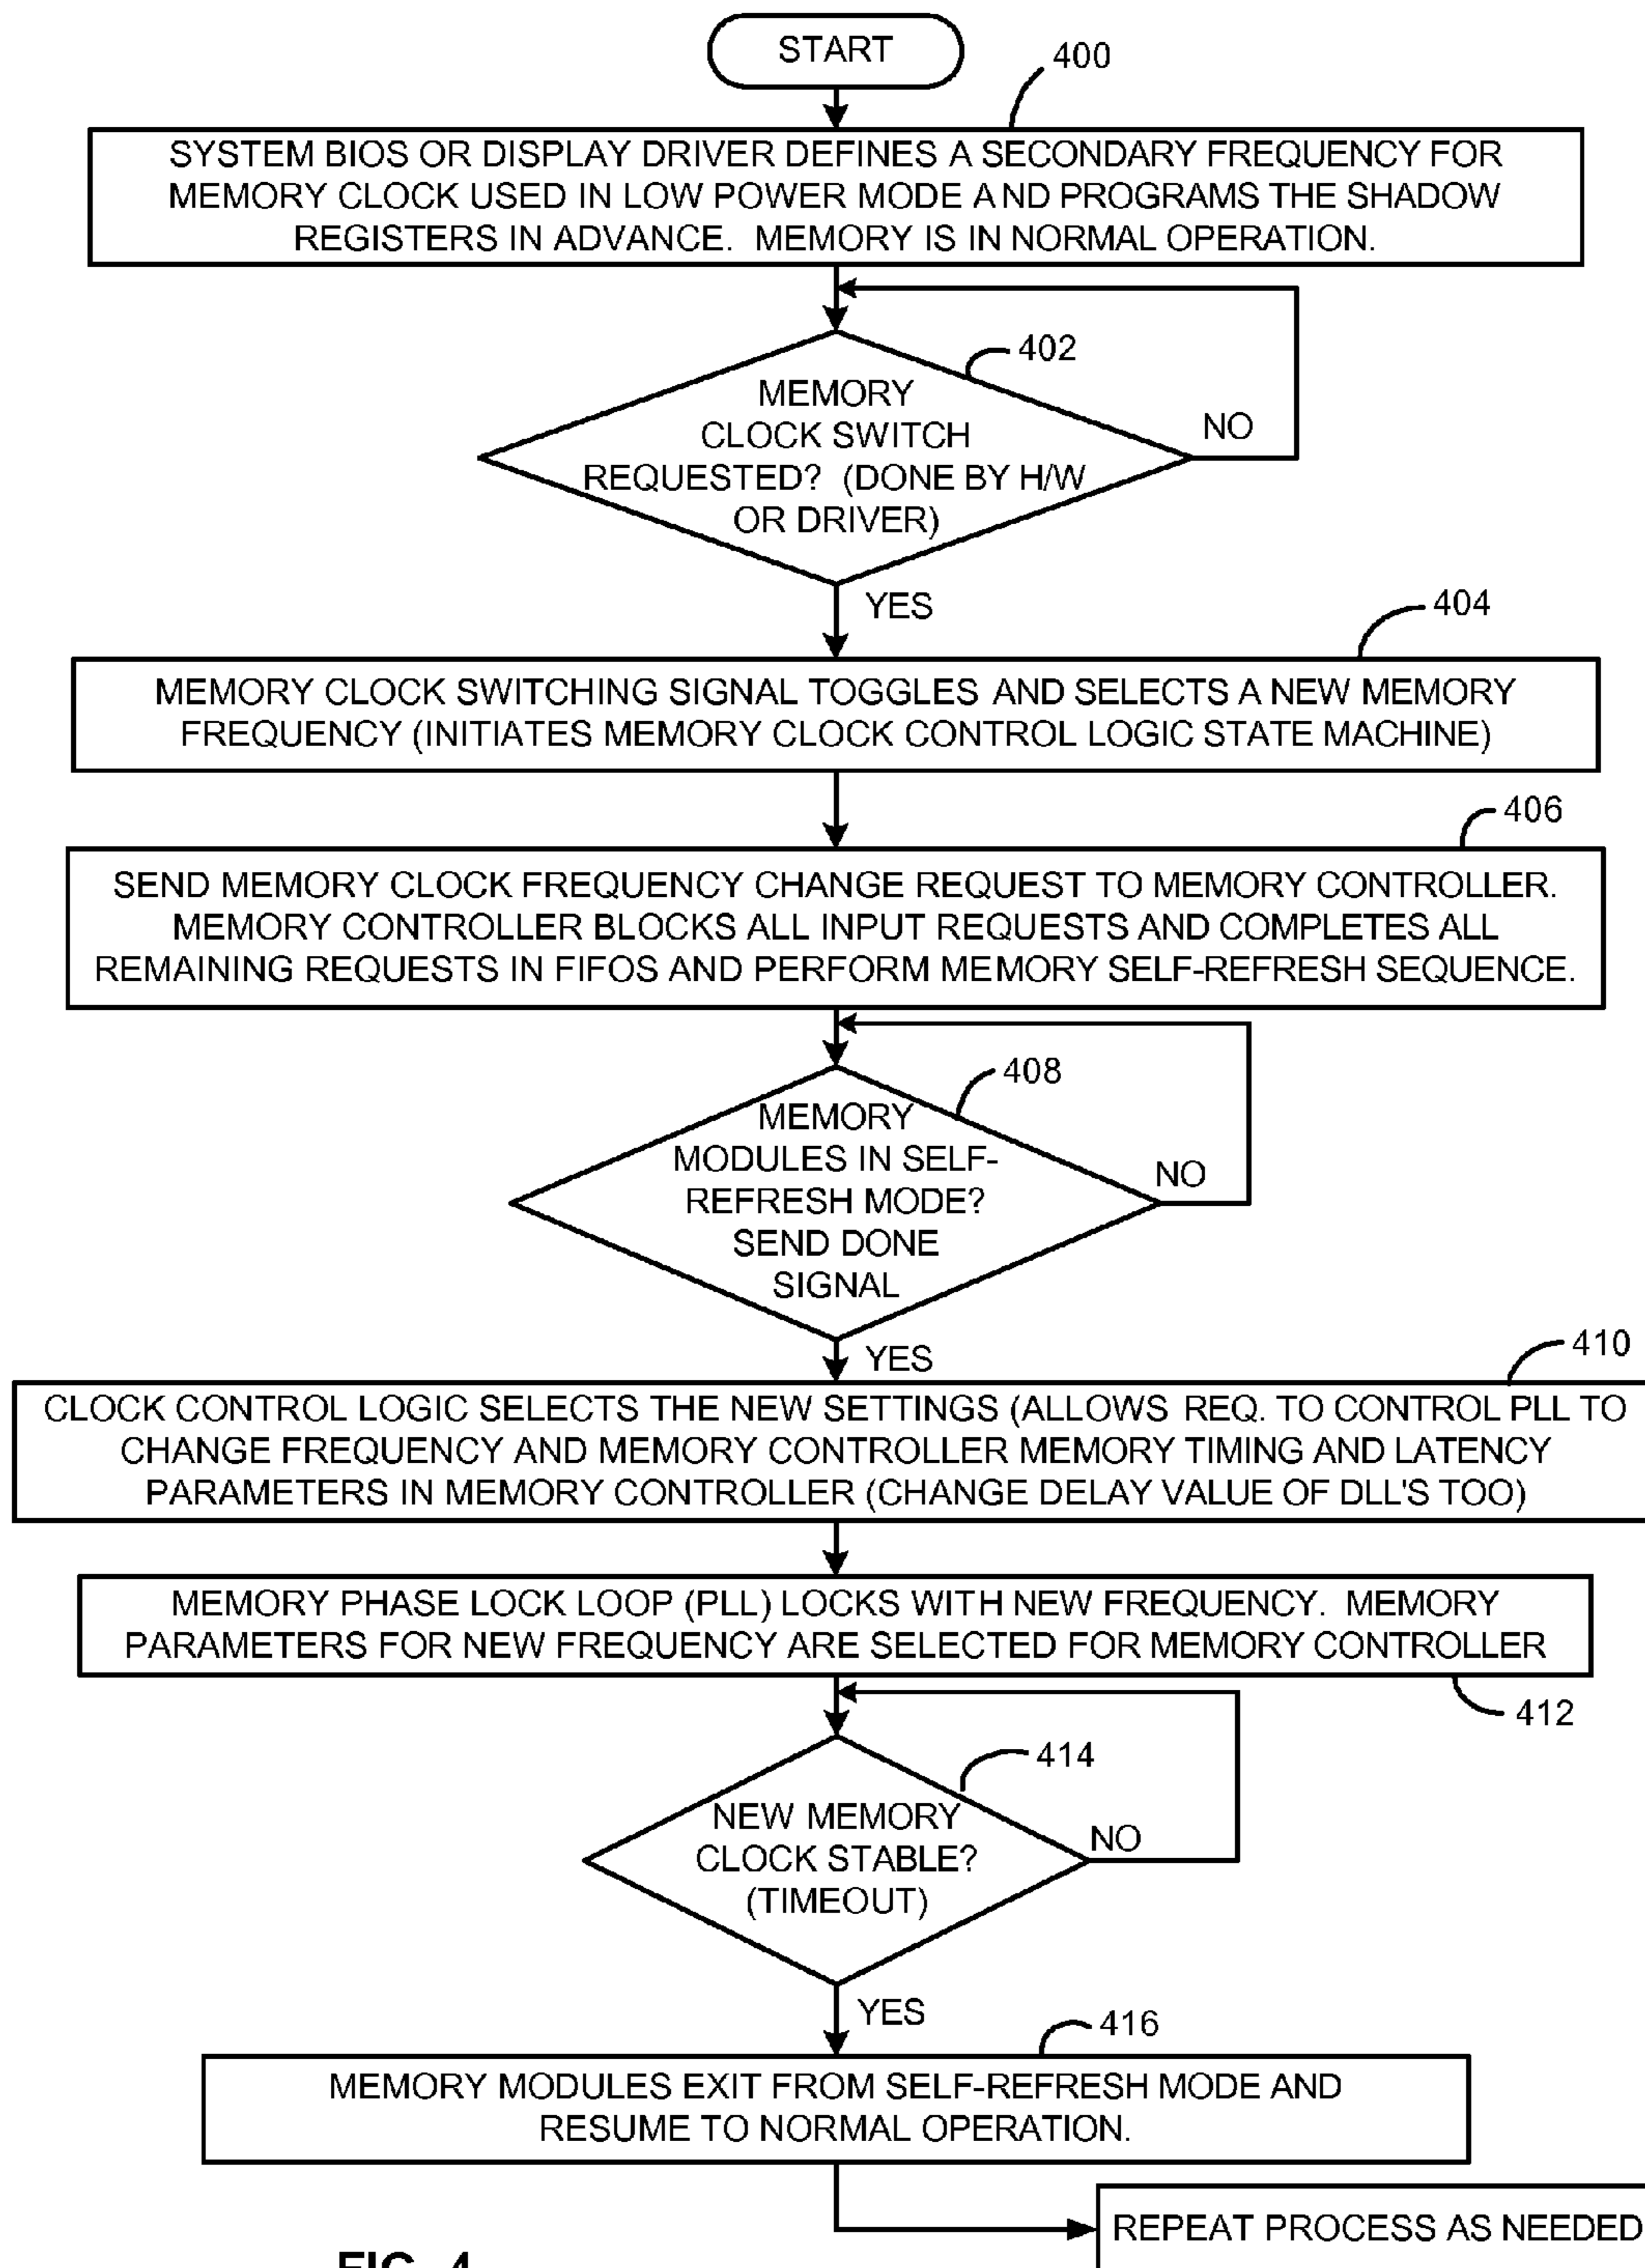 START
400
SYSTEM BIOS OR DISPLAY DRIVER DEFINES A SECONDARY FREQUENCY FOR
MEMORY CLOCK USED IN LOW POWER MODE AND PROGRAMS THE SHADOW
REGISTERS IN ADVANCE. MEMORY IS IN NORMAL OPERATION.
402
MEMORY
CLOCK SWITCH
REQUESTED? (DONE BY H/W
OR DRIVER)
NO
YES
404
MEMORY CLOCK SWITCHING SIGNAL TOGGLES AND SELECTS A NEW MEMORY
FREQUENCY (INITIATES MEMORY CLOCK CONTROL LOGIC STATE MACHINE)
406
SEND MEMORY CLOCK FREQUENCY CHANGE REQUEST TO MEMORY CONTROLLER.
MEMORY CONTROLLER BLOCKS ALL INPUT REQUESTS AND COMPLETES ALL
REMAINING REQUESTS IN FIFOS AND PERFORM MEMORY SELF-REFRESH SEQUENCE.
408
MEMORY
MODULES IN SELF-
REFRESH MODE?
SEND DONE
SIGNAL
NO
YES
410
CLOCK CONTROL LOGIC SELECTS THE NEW SETTINGS (ALLOWS REQ. TO CONTROL PLL TO
CHANGE FREQUENCY AND MEMORY CONTROLLER MEMORY TIMING AND LATENCY
PARAMETERS IN MEMORY CONTROLLER (CHANGE DELAY VALUE OF DLL'S TOO)
MEMORY PHASE LOCK LOOP (PLL) LOCKS WITH NEW FREQUENCY. MEMORY
PARAMETERS FOR NEW FREQUENCY ARE SELECTED FOR MEMORY CONTROLLER
412
414
NEW MEMORY
CLOCK STABLE?
(TIMEOUT)
NO
YES
416
MEMORY MODULES EXIT FROM SELF-REFRESH MODE AND
RESUME TO NORMAL OPERATION.
REPEAT PROCESS AS NEEDED
FIG. 4